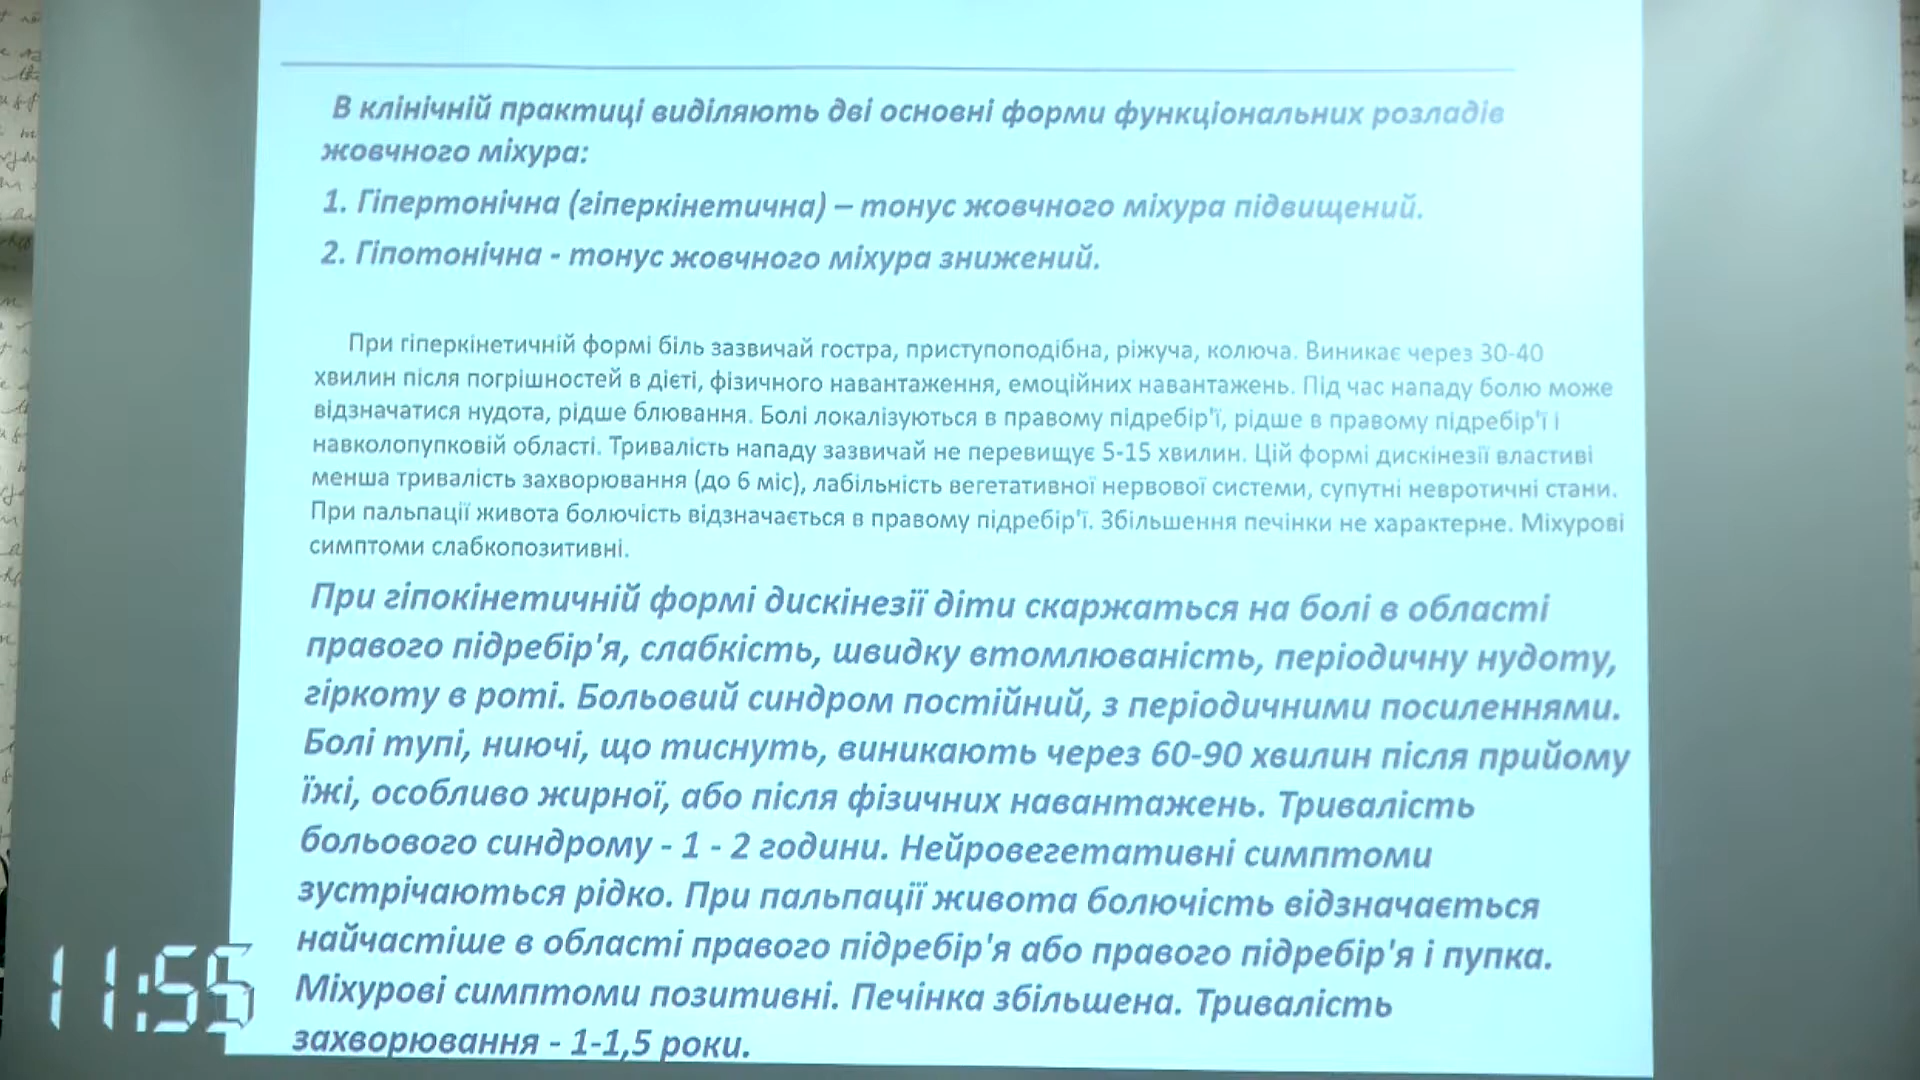 В клінічній практиці виділяють дві основні форми функціональних розладів
жовчного міхура:
1. Гіпертонічна (гіперкінетична) – тонус жовчного міхура підвищений.
2. Гіпотонічна - тонус жовчного міхура знижений.
При гіперкінетичній формі біль зазвичай гостра, приступоподібна, ріжуча, колюча. Виникає через 30-40
хвилин після погрішностей в дієті, фізичного навантаження, емоційних навантажень. Під час нападу болю може
відзначатися нудота, рідше блювання. Болі локалізуються в правому підребір'ї, рідше в правому підребір'ї і
навколопупковій області. Тривалість нападу зазвичай не перевищує 5-15 хвилин. Цій формі дискінезії властиві
менша тривалість захворювання (до 6 міс), лабільність вегетативної нервової системи, супутні невротичні стани.
При пальпації живота болючість відзначається в правому підребір'ї. Збільшення печінки не характерне. Міхурові
симптоми слабкопозитивні.
При гіпокінетичній формі дискінезії діти скаржаться на болі в області
правого підребір'я, слабкість, швидку втомлюваність, періодичну нудоту,
гіркоту в роті. Больовий синдром постійний, з періодичними посиленнями.
Болі тупі, ниючі, що тиснуть, виникають через 60-90 хвилин після прийому
їжі, особливо жирної, або після фізичних навантажень. Тривалість
больового синдрому - 1 - 2 години. Нейровегетативні симптоми
зустрічаються рідко. При пальпації живота болючість відзначається
найчастіше в області правого підребір'я або правого підребір'я і пупка.
Міхурові симптоми позитивні. Печінка збільшена. Тривалість
захворювання - 1-1,5 роки.
11:55